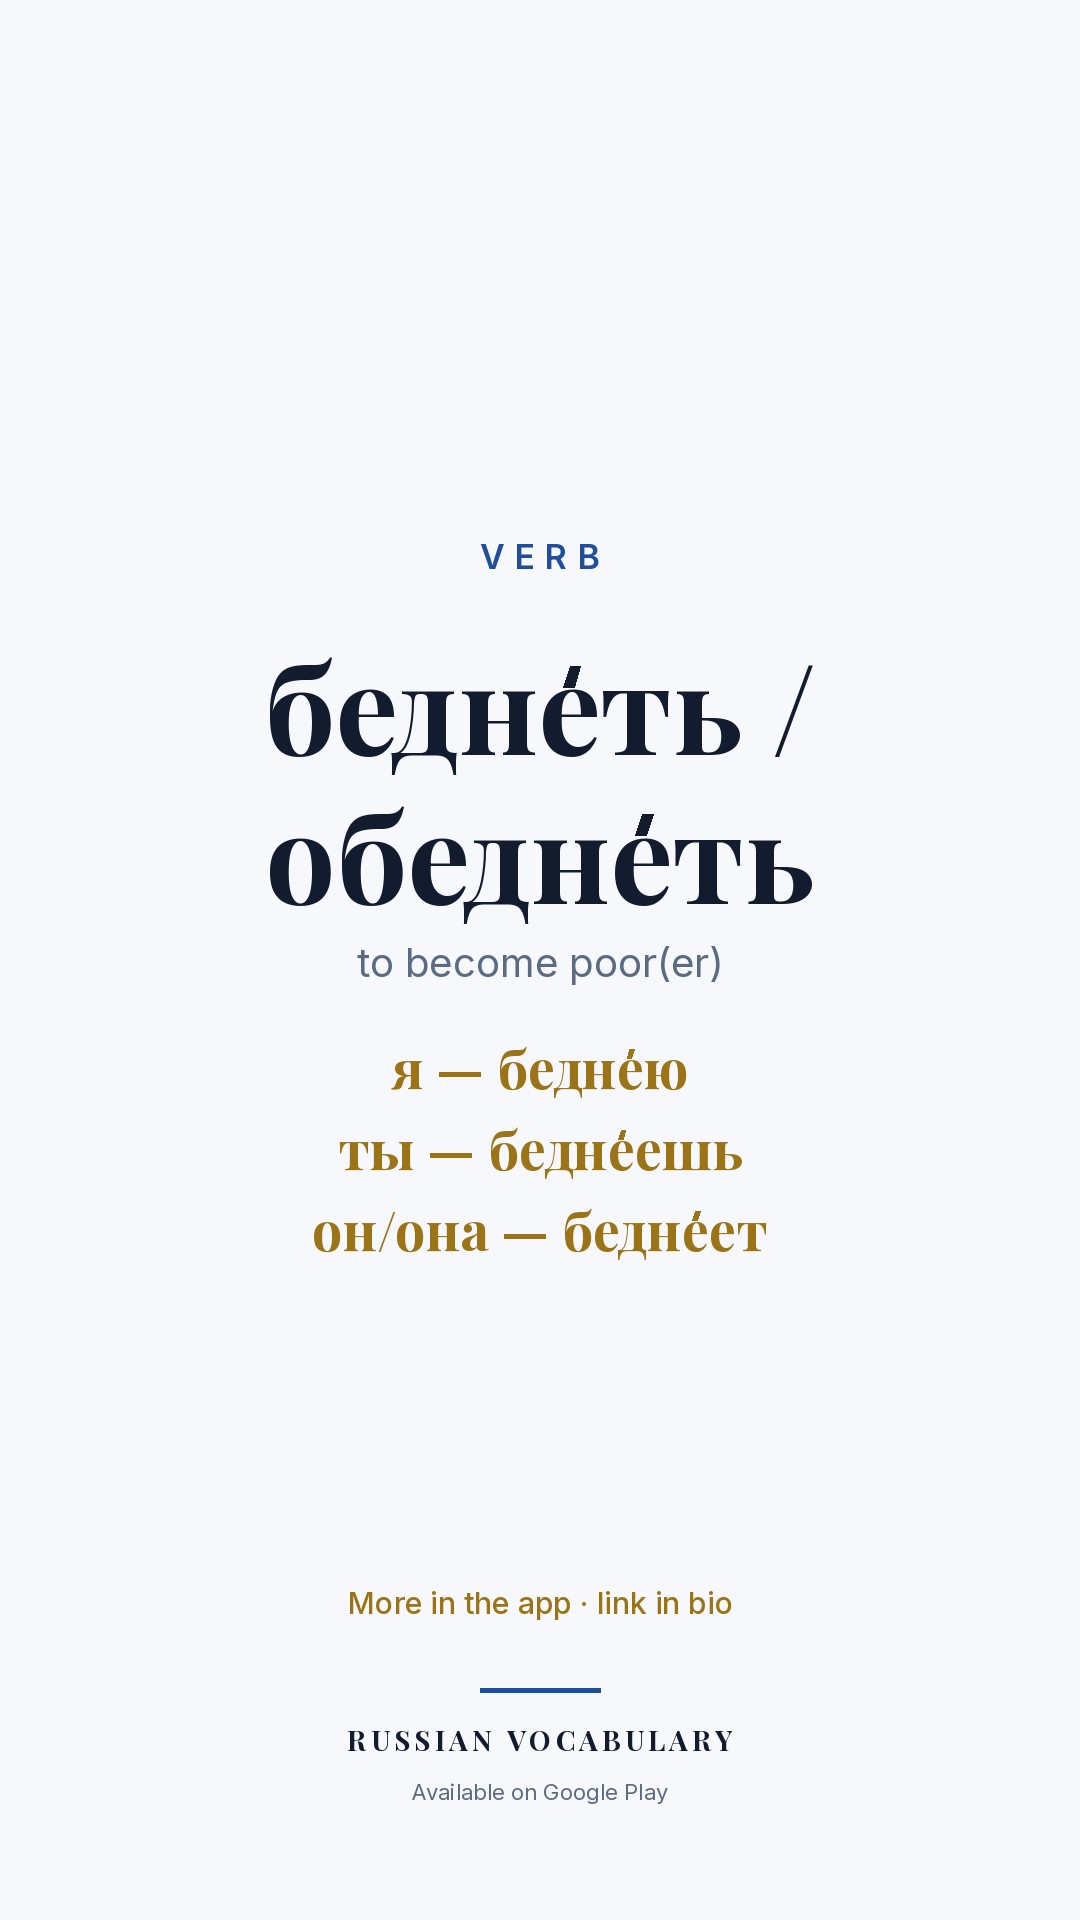 VERB
бедне́ть /
обедне́ть
to become poor(er)
я — бедне́ю
ты — бедне́ешь
он/она — бедне́ет
More in the app · link in bio
RUSSIAN VOCABULARY
Available on Google Play